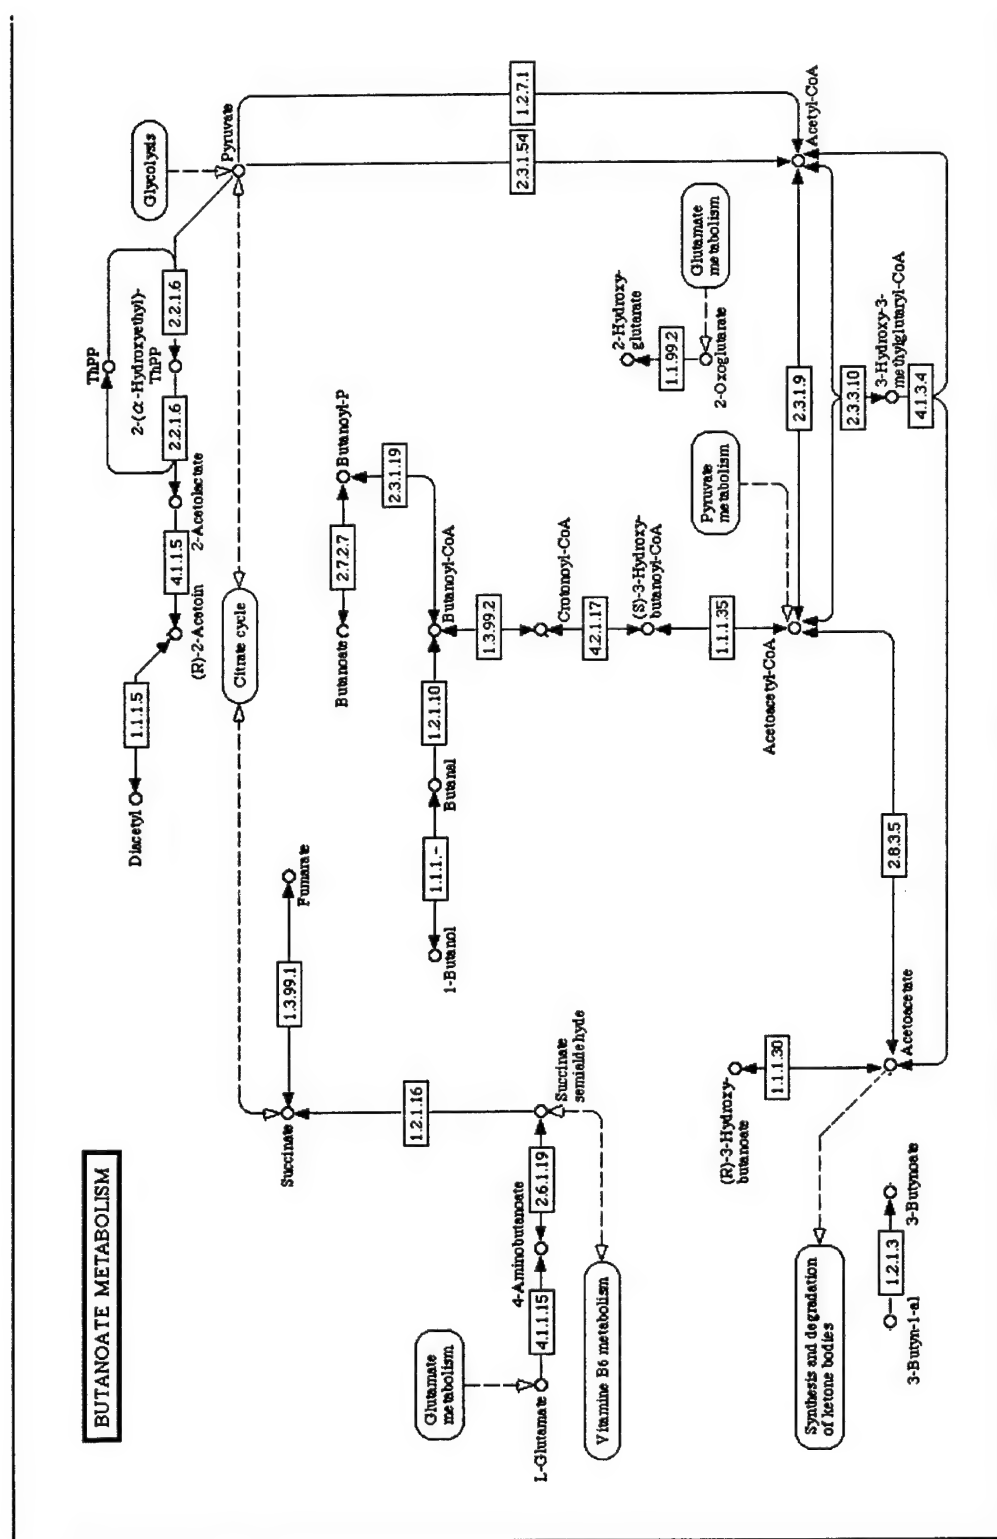 BUTANOATE METABOLISM
Glutamate
metabolism
L-Glutamate
4.1.1.15
4-Aminobutanoate
2.6.1.19
Succinate
semialdehyde
Vitamine B6 metabolism
1.2.1.16
Succinate
1.3.99.1
Fumarate
Citrate cycle
Diacetyl
1.1.1.5
(R)-2-Acetoin
4.1.1.5
2-Acetolactate
2.2.1.6
ThPP
2-(α-Hydroxyethyl)-
ThPP
2.2.1.6
Glycolysis
Pyruvate
1.2.7.1
2.3.1.54
Acetyl-CoA
1-Butanol
1.1.1.-
Butanal
1.2.1.10
Butanoyl-CoA
Butanoate
2.7.2.7
Butanoyl-P
2.3.1.19
1.3.99.2
Crotonoyl-CoA
4.2.1.17
(S)-3-Hydroxy-
butanoyl-CoA
1.1.1.35
Acetoacetyl-CoA
Pyruvate
metabolism
2-Hydroxy-
glutarate
1.1.99.2
2-Oxoglutarate
Glutamate
metabolism
2.3.1.9
2.3.3.10
3-Hydroxy-3-
methylglutaryl-CoA
4.1.3.4
2.8.3.5
Acetoacetate
(R)-3-Hydroxy-
butanoate
1.1.1.30
Synthesis and degradation
of ketone bodies
3-Butyn-1-al
1.2.1.3
3-Butynoate